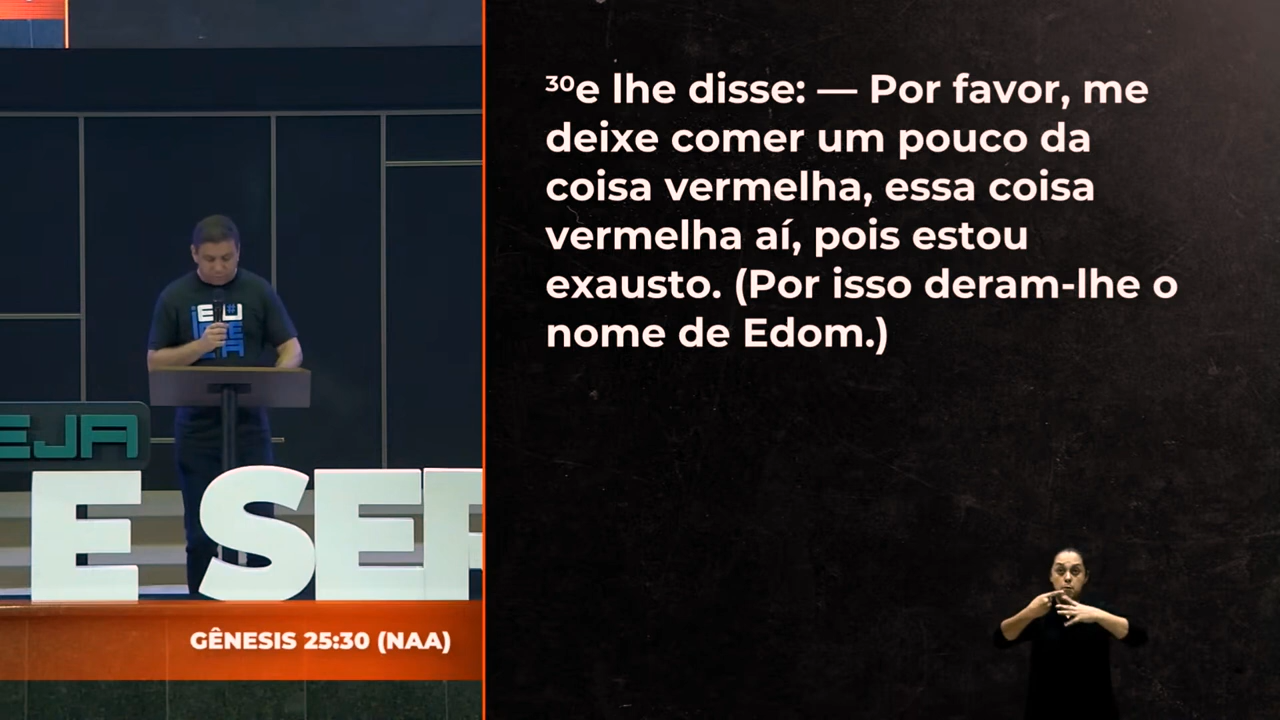 ³⁰e lhe disse: — Por favor, me
deixe comer um pouco da
coisa vermelha, essa coisa
vermelha aí, pois estou
exausto. (Por isso deram-lhe o
nome de Edom.)
EJA
E SER
GÊNESIS 25:30 (NAA)